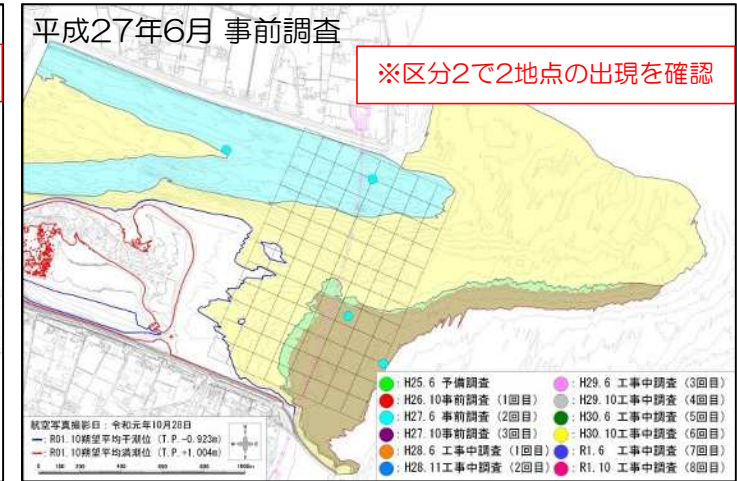 平成27年6月 事前調査
※区分2で2地点の出現を確認
: H25.6 予備調査
: H26.10事前調査(1回目)
: H27.6 事前調査(2回目)
: H27.10事前調査(3回目)
: H28.6 工事中調査(1回目)
: H28.11工事中調査(2回目)
: H29.6 工事中調査(3回目)
: H29.10工事中調査(4回目)
: H30.6 工事中調査(5回目)
: H30.10工事中調査(6回目)
: R1.6 工事中調査(7回目)
: R1.10 工事中調査(8回目)
航空写真撮影日:令和元年10月28日
: R01.10朔望平均干潮位(T.P.-0.923m)
: R01.10朔望平均満潮位(T.P.+1.004m)
0 100 200 400 600 800 1000m